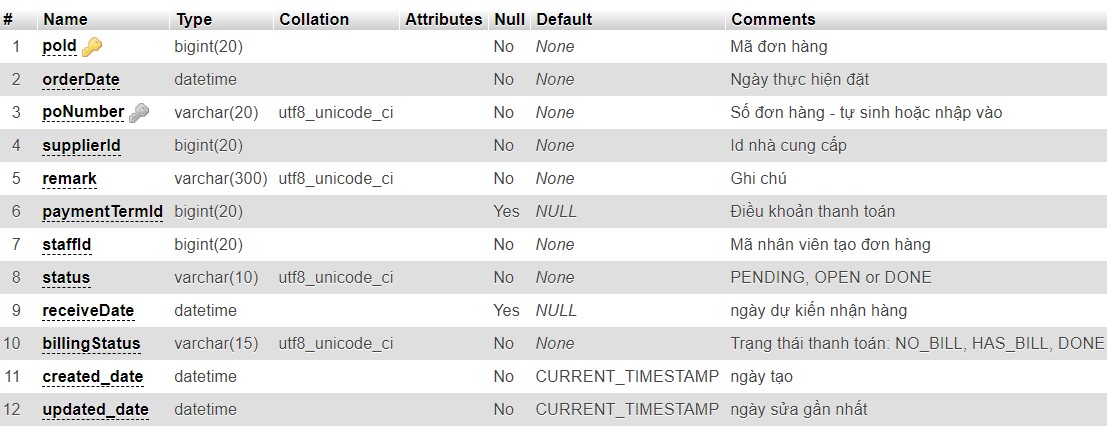 # Name Type Collation Attributes Null Default Comments
1 poId bigint(20) No None Mã đơn hàng
2 orderDate datetime No None Ngày thực hiện đặt
3 poNumber varchar(20) utf8_unicode_ci No None Số đơn hàng - tự sinh hoặc nhập vào
4 supplierId bigint(20) No None Id nhà cung cấp
5 remark varchar(300) utf8_unicode_ci No None Ghi chú
6 paymentTermId bigint(20) Yes NULL Điều khoản thanh toán
7 staffId bigint(20) No None Mã nhân viên tạo đơn hàng
8 status varchar(10) utf8_unicode_ci No None PENDING, OPEN or DONE
9 receiveDate datetime Yes NULL ngày dự kiến nhận hàng
10 billingStatus varchar(15) utf8_unicode_ci No None Trạng thái thanh toán: NO_BILL, HAS_BILL, DONE
11 created_date datetime No CURRENT_TIMESTAMP ngày tạo
12 updated_date datetime No CURRENT_TIMESTAMP ngày sửa gần nhất